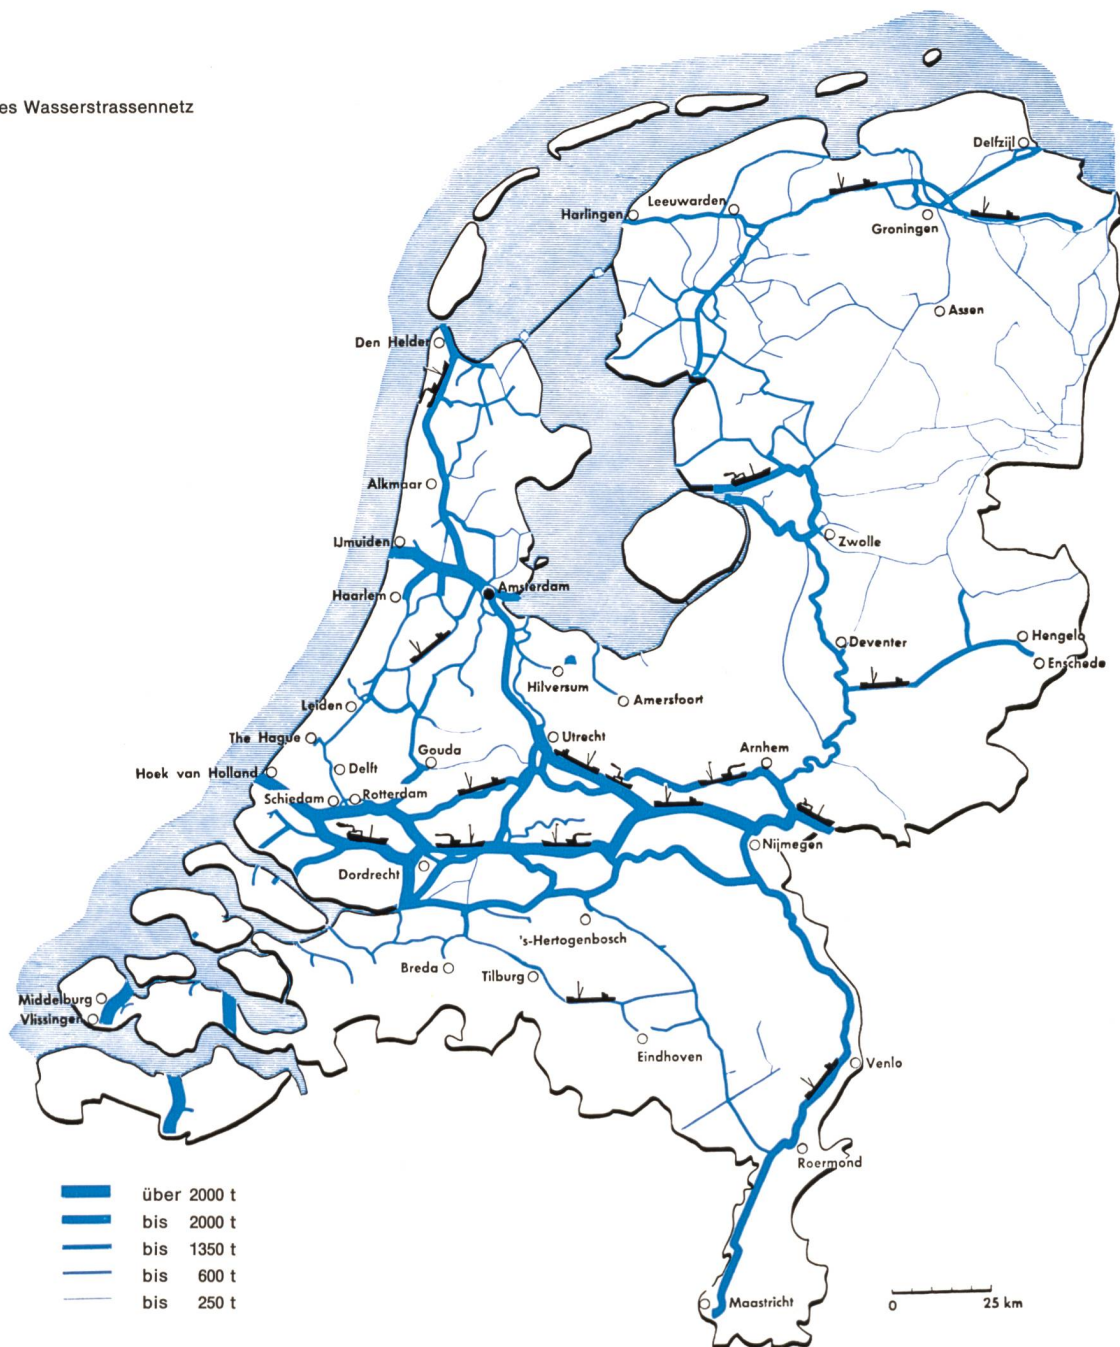 es Wasserstrassennetz
Delfzijl
Leeuwarden
Harlingen
Groningen
Assen
Den Helder
Alkmaar
IJmuiden
Zwolle
Amsterdam
Haarlem
Deventer
Hengelo
Enschede
Hilversum
Amersfoort
Leiden
The Hague
Utrecht
Gouda
Arnhem
Hoek van Holland
Delft
Schiedam
Rotterdam
Nijmegen
Dordrecht
's-Hertogenbosch
Breda
Tilburg
Middelburg
Vlissingen
Eindhoven
Venlo
Roermond
Maastricht
über 2000 t
bis 2000 t
bis 1350 t
bis 600 t
bis 250 t
0 25 km